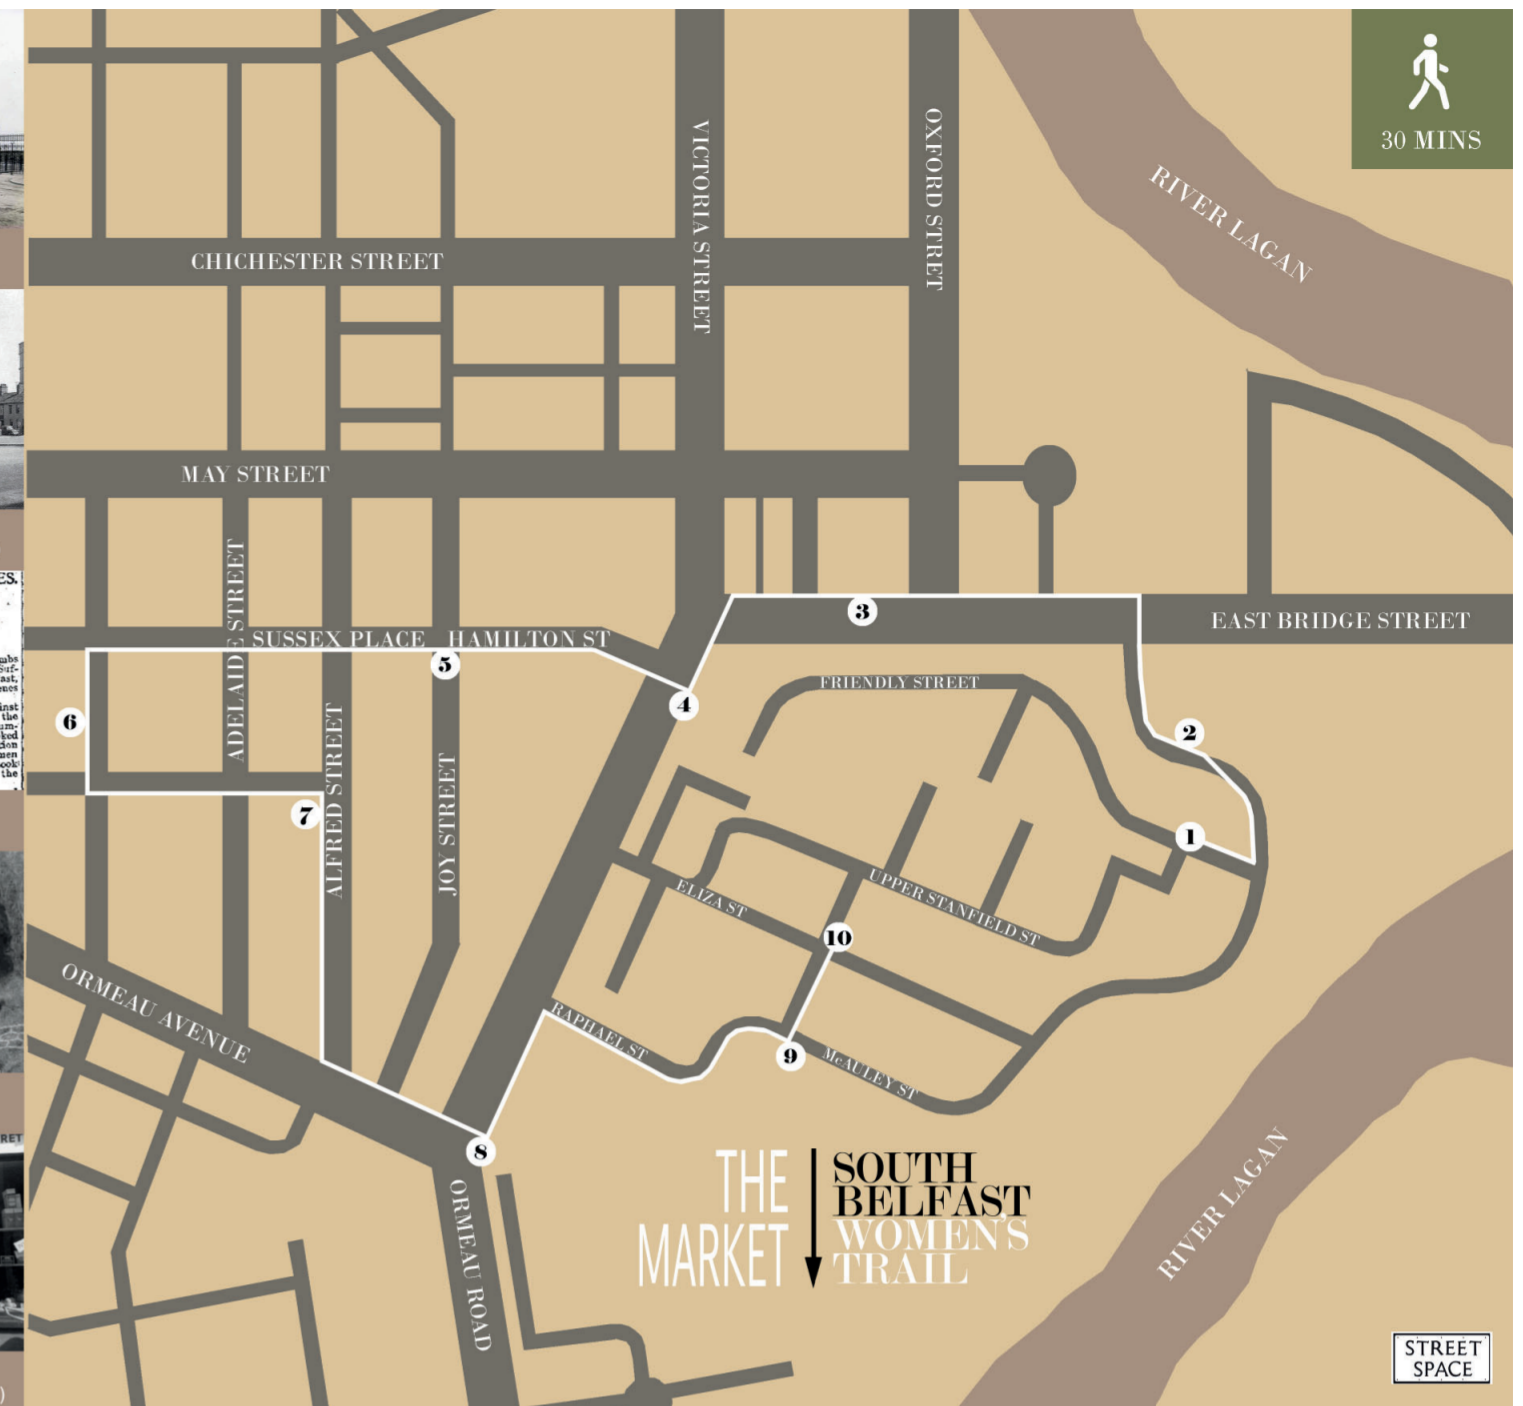 30 MINS
RIVER LAGAN
VICTORIA STREET
OXFORD STREET
CHICHESTER STREET
MAY STREET
ES.
ADELAIDE STREET
SUSSEX PLACE
HAMILTON ST
EAST BRIDGE STREET
3
5
4
FRIENDLY STREET
6
2
ALFRED STREET
JOY STREET
7
1
ELIZA ST
UPPER STANFIELD ST
10
ORMEAU AVENUE
RAPHAEL ST
9
McAULEY ST
8
RET
ORMEAU ROAD
THE
MARKET
SOUTH
BELFAST
WOMEN'S
TRAIL
RIVER LAGAN
STREET
SPACE
)